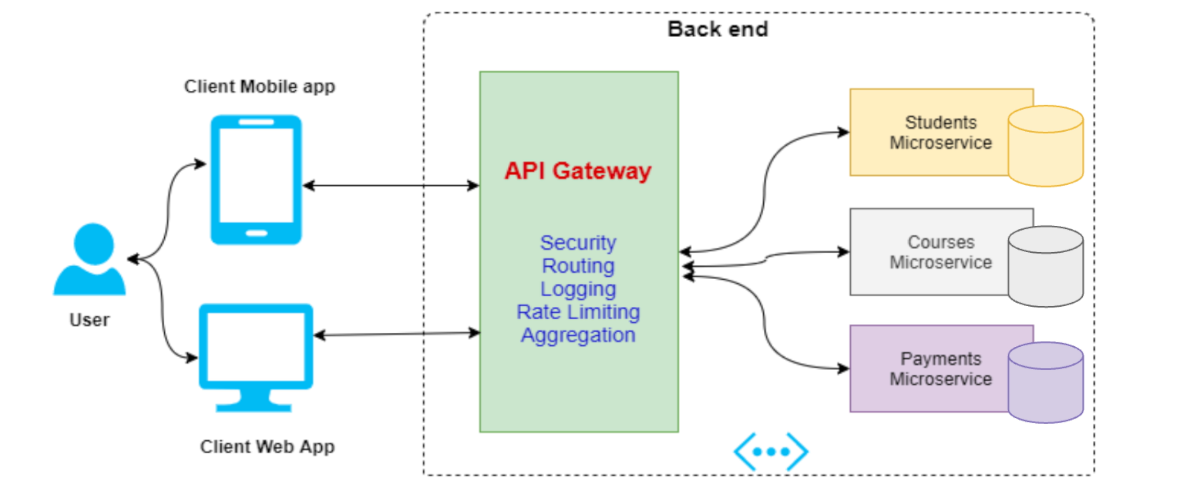 Back end
Client Mobile app
API Gateway
Security
Routing
Logging
Rate Limiting
Aggregation
Students
Microservice
Courses
Microservice
Payments
Microservice
User
Client Web App